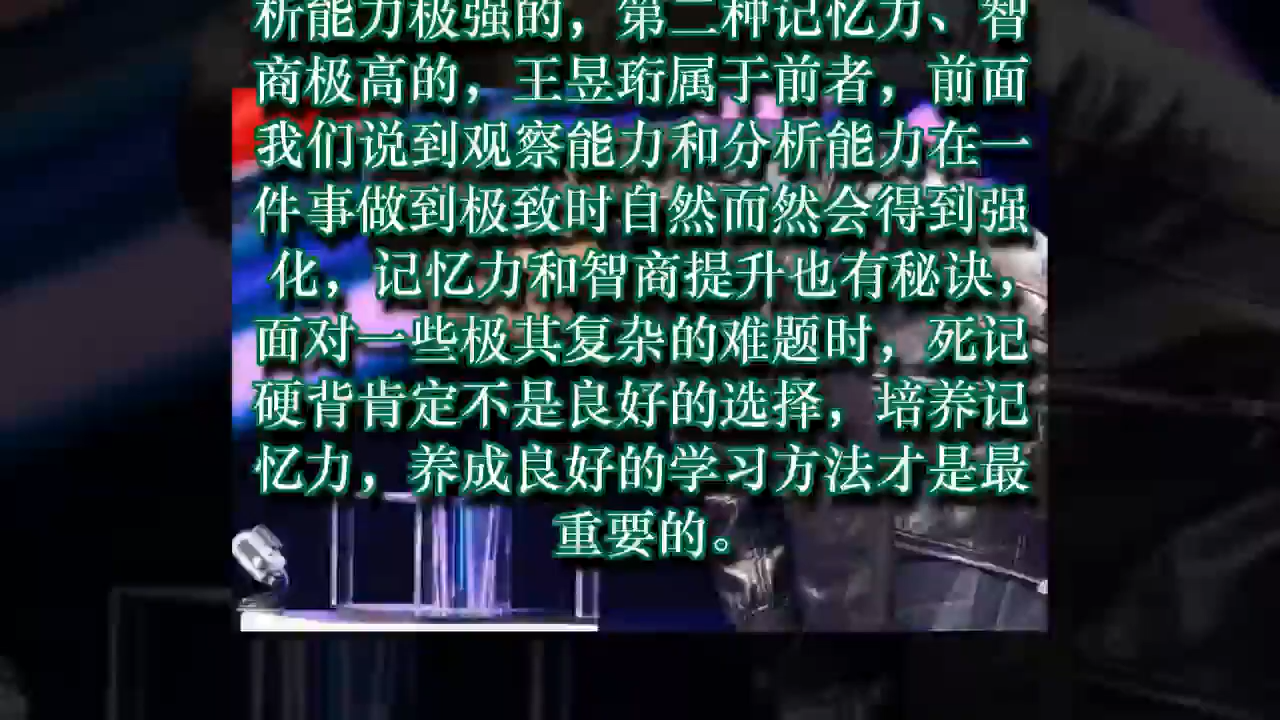 析能力极强的，第二种记忆力、智
商极高的，王昱珩属于前者，前面
我们说到观察能力和分析能力在一
件事做到极致时自然而然会得到强
化，记忆力和智商提升也有秘诀，
面对一些极其复杂的难题时，死记
硬背肯定不是良好的选择，培养记
忆力，养成良好的学习方法才是最
重要的。